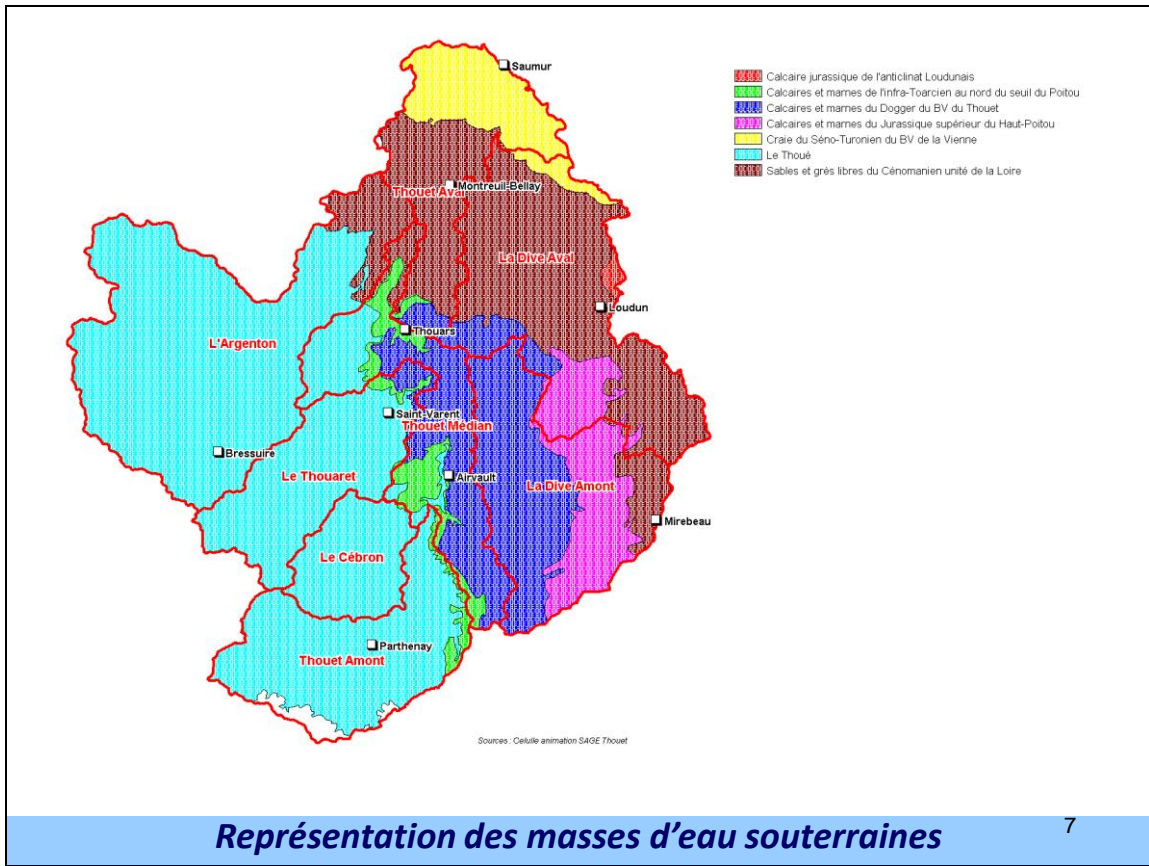 Saumur
Calcaire jurassique de l'anticlinat Loudunais
Calcaires et marnes de l'infra-Toarcien au nord du seuil du Poitou
Calcaires et marnes du Dogger du BV du Thouet
Calcaires et marnes du Jurassique supérieur du Haut-Poitou
Craie du Séno-Turonien du BV de la Vienne
Le Thoué
Sables et grès libres du Cénomanien unité de la Loire
Thouet Aval
Montreuil-Bellay
La Dive Aval
Loudun
Thouars
L'Argenton
Saint-Varent
Thouet Médian
Bressuire
Le Thouaret
Airvault
La Dive Amont
Mirebeau
Le Cébron
Parthenay
Thouet Amont
Sources : Celulle animation SAGE Thouet
Représentation des masses d'eau souterraines
7